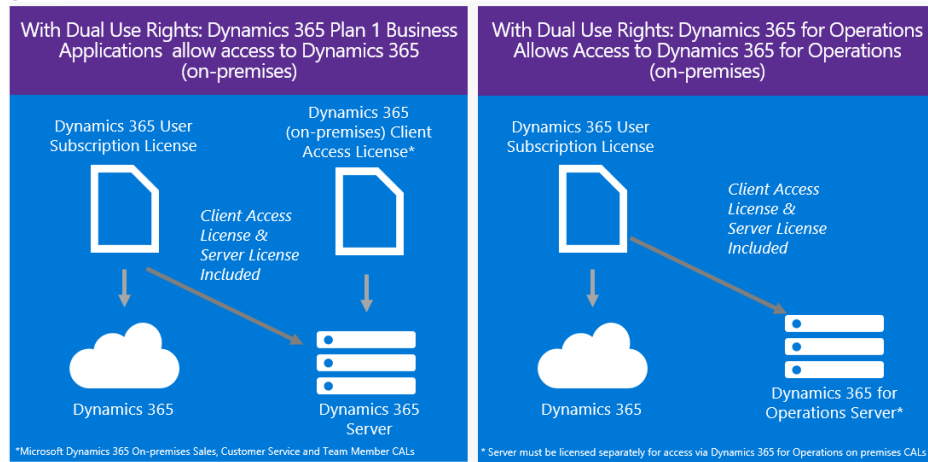 With Dual Use Rights: Dynamics 365 Plan 1 Business
Applications allow access to Dynamics 365
(on-premises)
Dynamics 365 User
Subscription License
Dynamics 365
(on-premises) Client
Access License*
Client Access
License &
Server License
Included
Dynamics 365
Dynamics 365
Server
*Microsoft Dynamics 365 On-premises Sales, Customer Service and Team Member CALs
With Dual Use Rights: Dynamics 365 for Operations
Allows Access to Dynamics 365 for Operations
(on-premises)
Dynamics 365 User
Subscription License
Client Access
License &
Server License
Included
Dynamics 365
Dynamics 365 for
Operations Server*
* Server must be licensed separately for access via Dynamics 365 for Operations on premises CALs